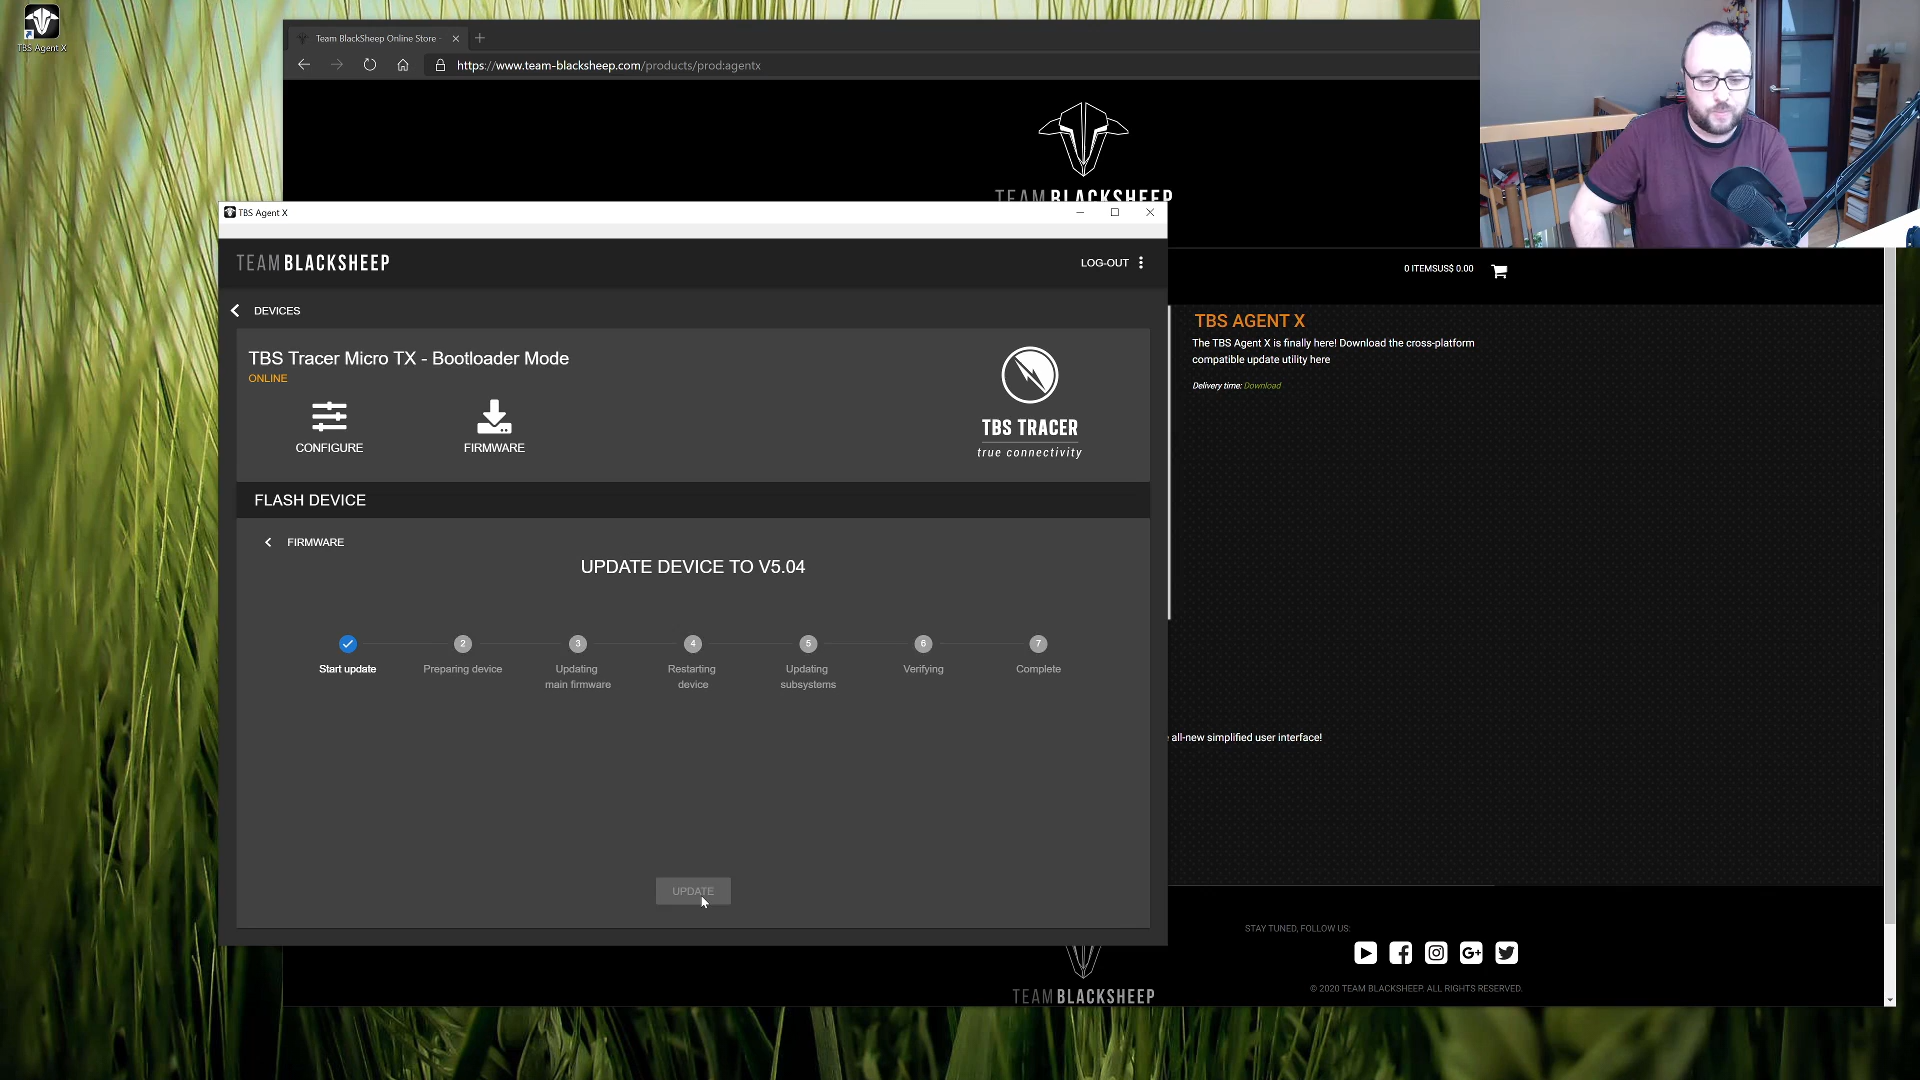 TBS Agent X
Team BlackSheep Online Store -
https://www.team-blacksheep.com/products/prod:agentx
TEAM BLACKSHEEP
TBS Agent X
TEAMBLACKSHEEP
LOG-OUT
0 ITEMSUS$ 0.00
DEVICES
TBS Tracer Micro TX - Bootloader Mode
ONLINE
CONFIGURE
FIRMWARE
TBS TRACER
true connectivity
TBS AGENT X
The TBS Agent X is finally here! Download the cross-platform
compatible update utility here
Delivery time: Download
FLASH DEVICE
FIRMWARE
UPDATE DEVICE TO V5.04
2
3
4
5
6
7
Start update
Preparing device
Updating
main firmware
Restarting
device
Updating
subsystems
Verifying
Complete
all-new simplified user interface!
UPDATE
STAY TUNED, FOLLOW US:
G+
TEAMBLACKSHEEP
© 2020 TEAM BLACKSHEEP. ALL RIGHTS RESERVED.